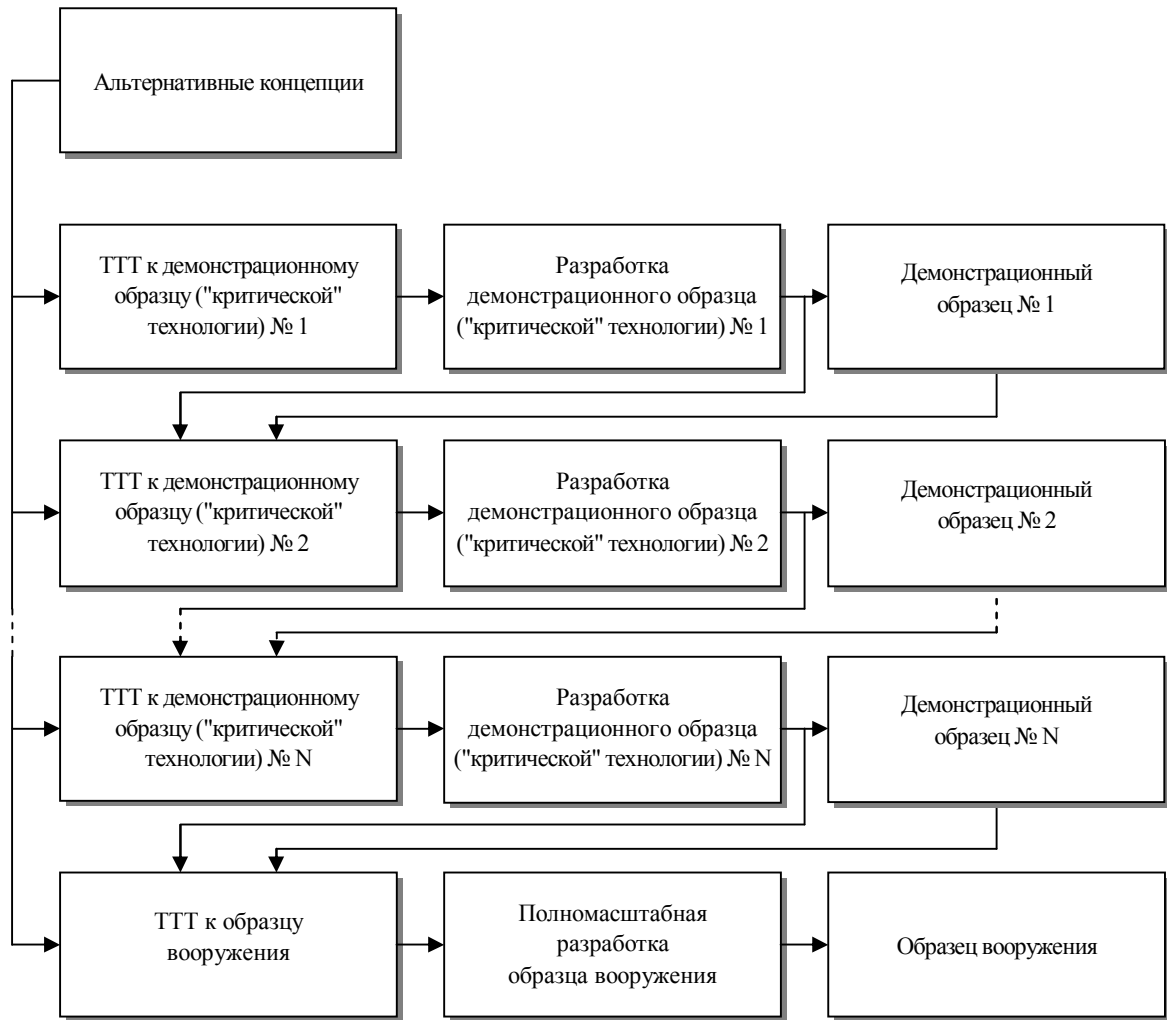 Альтернативные концепции
ТТТ к демонстрационному
образцу ("критической"
технологии) № 1
Разработка
демонстрационного образца
("критической" технологии) № 1
Демонстрационный
образец № 1
ТТТ к демонстрационному
образцу ("критической"
технологии) № 2
Разработка
демонстрационного образца
("критической" технологии) № 2
Демонстрационный
образец № 2
ТТТ к демонстрационному
образцу ("критической"
технологии) № N
Разработка
демонстрационного образца
("критической" технологии) № N
Демонстрационный
образец № N
ТТТ к образцу
вооружения
Полномасштабная
разработка
образца вооружения
Образец вооружения